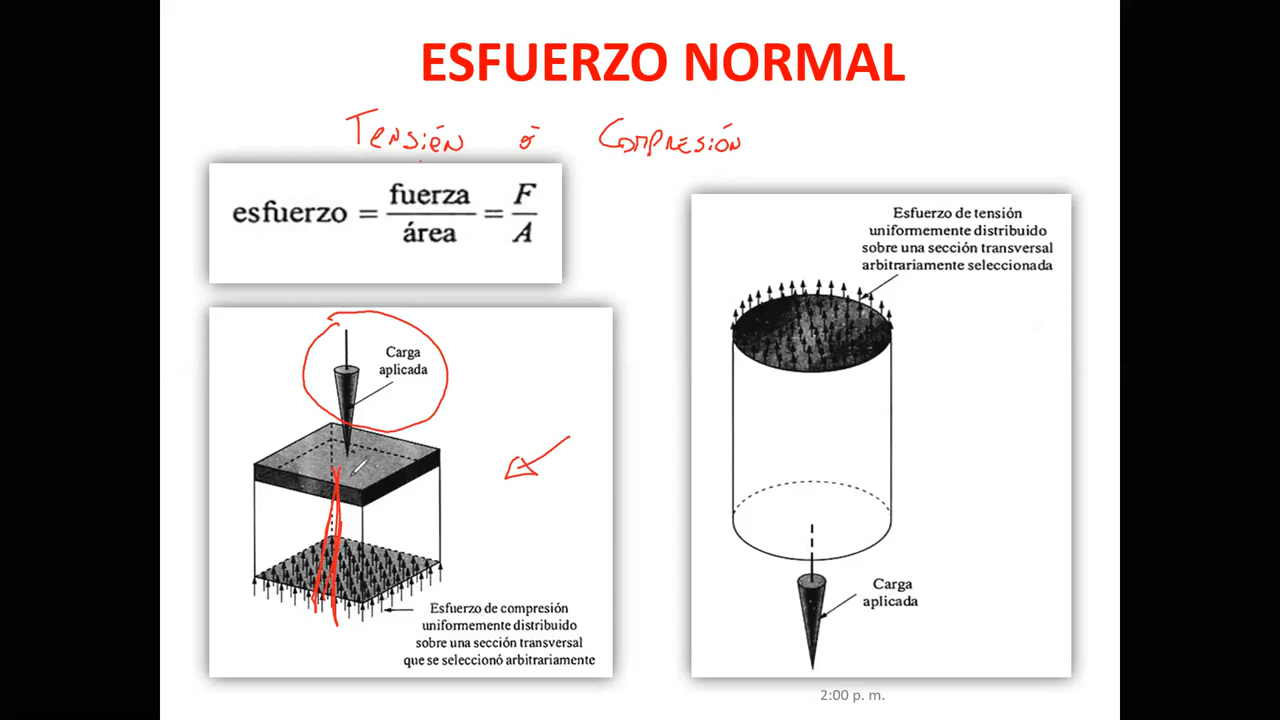 ESFUERZO NORMAL
Tensión ó Compresión
esfuerzo = fuerza / área = F / A
Carga
aplicada
Esfuerzo de compresión
uniformemente distribuido
sobre una sección transversal
que se seleccionó arbitrariamente
Esfuerzo de tensión
uniformemente distribuido
sobre una sección transversal
arbitrariamente seleccionada
Carga
aplicada
2:00 p. m.